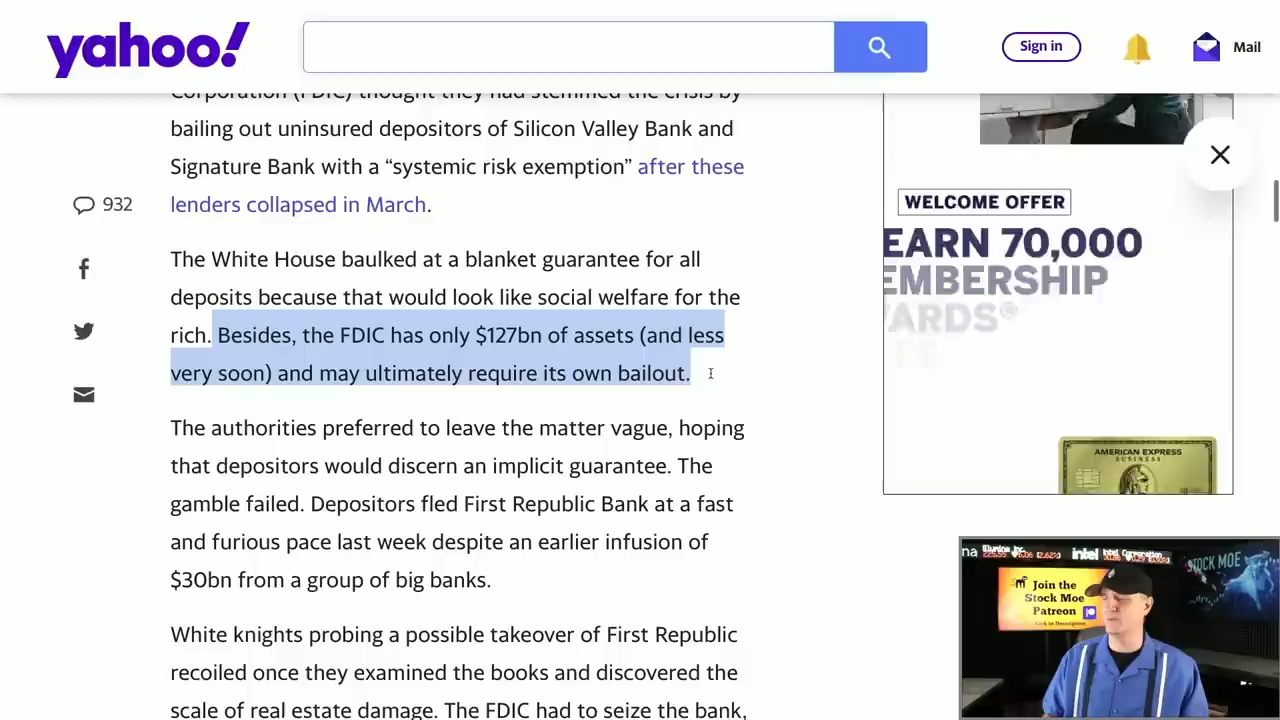 yahoo!
Sign in
Mail
Corporation (FDIC) thought they had stemmed the crisis by
bailing out uninsured depositors of Silicon Valley Bank and
Signature Bank with a “systemic risk exemption” after these
lenders collapsed in March.
932
The White House baulked at a blanket guarantee for all
deposits because that would look like social welfare for the
rich. Besides, the FDIC has only $127bn of assets (and less
very soon) and may ultimately require its own bailout.
The authorities preferred to leave the matter vague, hoping
that depositors would discern an implicit guarantee. The
gamble failed. Depositors fled First Republic Bank at a fast
and furious pace last week despite an earlier infusion of
$30bn from a group of big banks.
White knights probing a possible takeover of First Republic
recoiled once they examined the books and discovered the
scale of real estate damage. The FDIC had to seize the bank,
WELCOME OFFER
EARN 70,000
EMBERSHIP
ARDS®
AMERICAN EXPRESS
BUSINESS
na
Illumina Inc.
intel
Intel Corporation
STOCK MOE
Join the
Stock Moe
Patreon
Link in Description